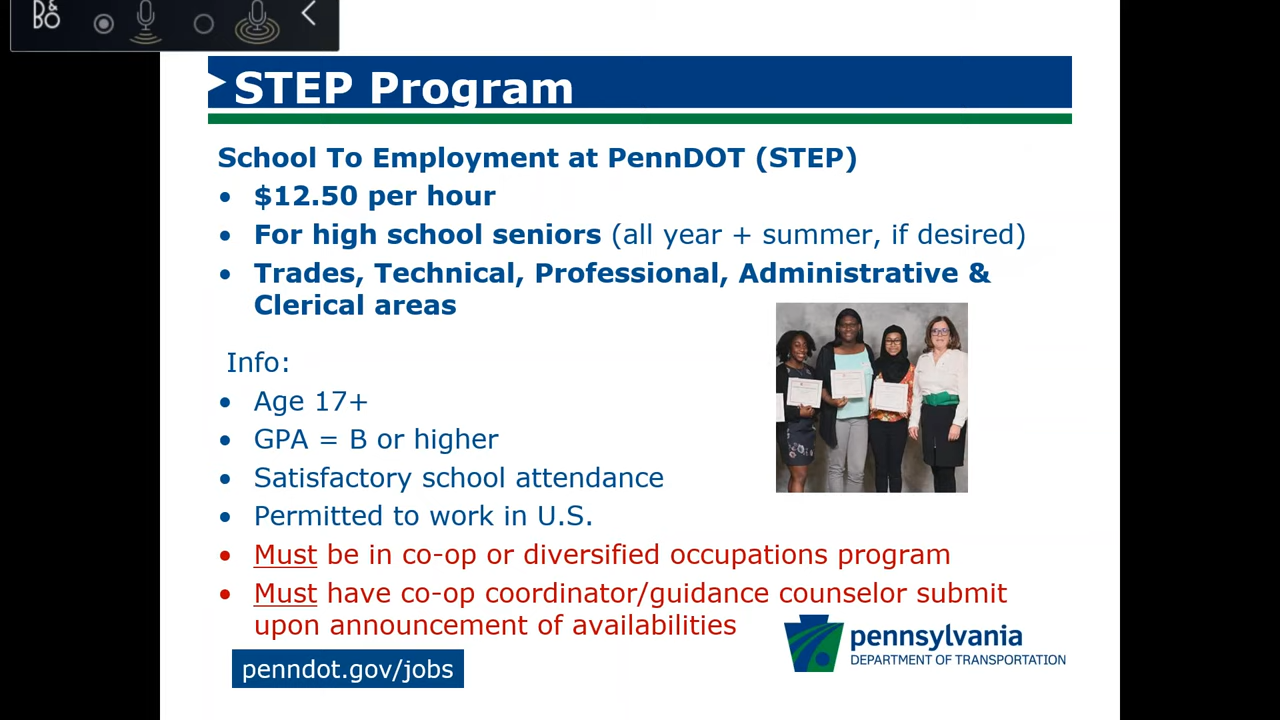 B&O
STEP Program
School To Employment at PennDOT (STEP)
• $12.50 per hour
• For high school seniors (all year + summer, if desired)
• Trades, Technical, Professional, Administrative &
Clerical areas
Info:
• Age 17+
• GPA = B or higher
• Satisfactory school attendance
• Permitted to work in U.S.
• Must be in co-op or diversified occupations program
• Must have co-op coordinator/guidance counselor submit
upon announcement of availabilities
pennsylvania
DEPARTMENT OF TRANSPORTATION
penndot.gov/jobs